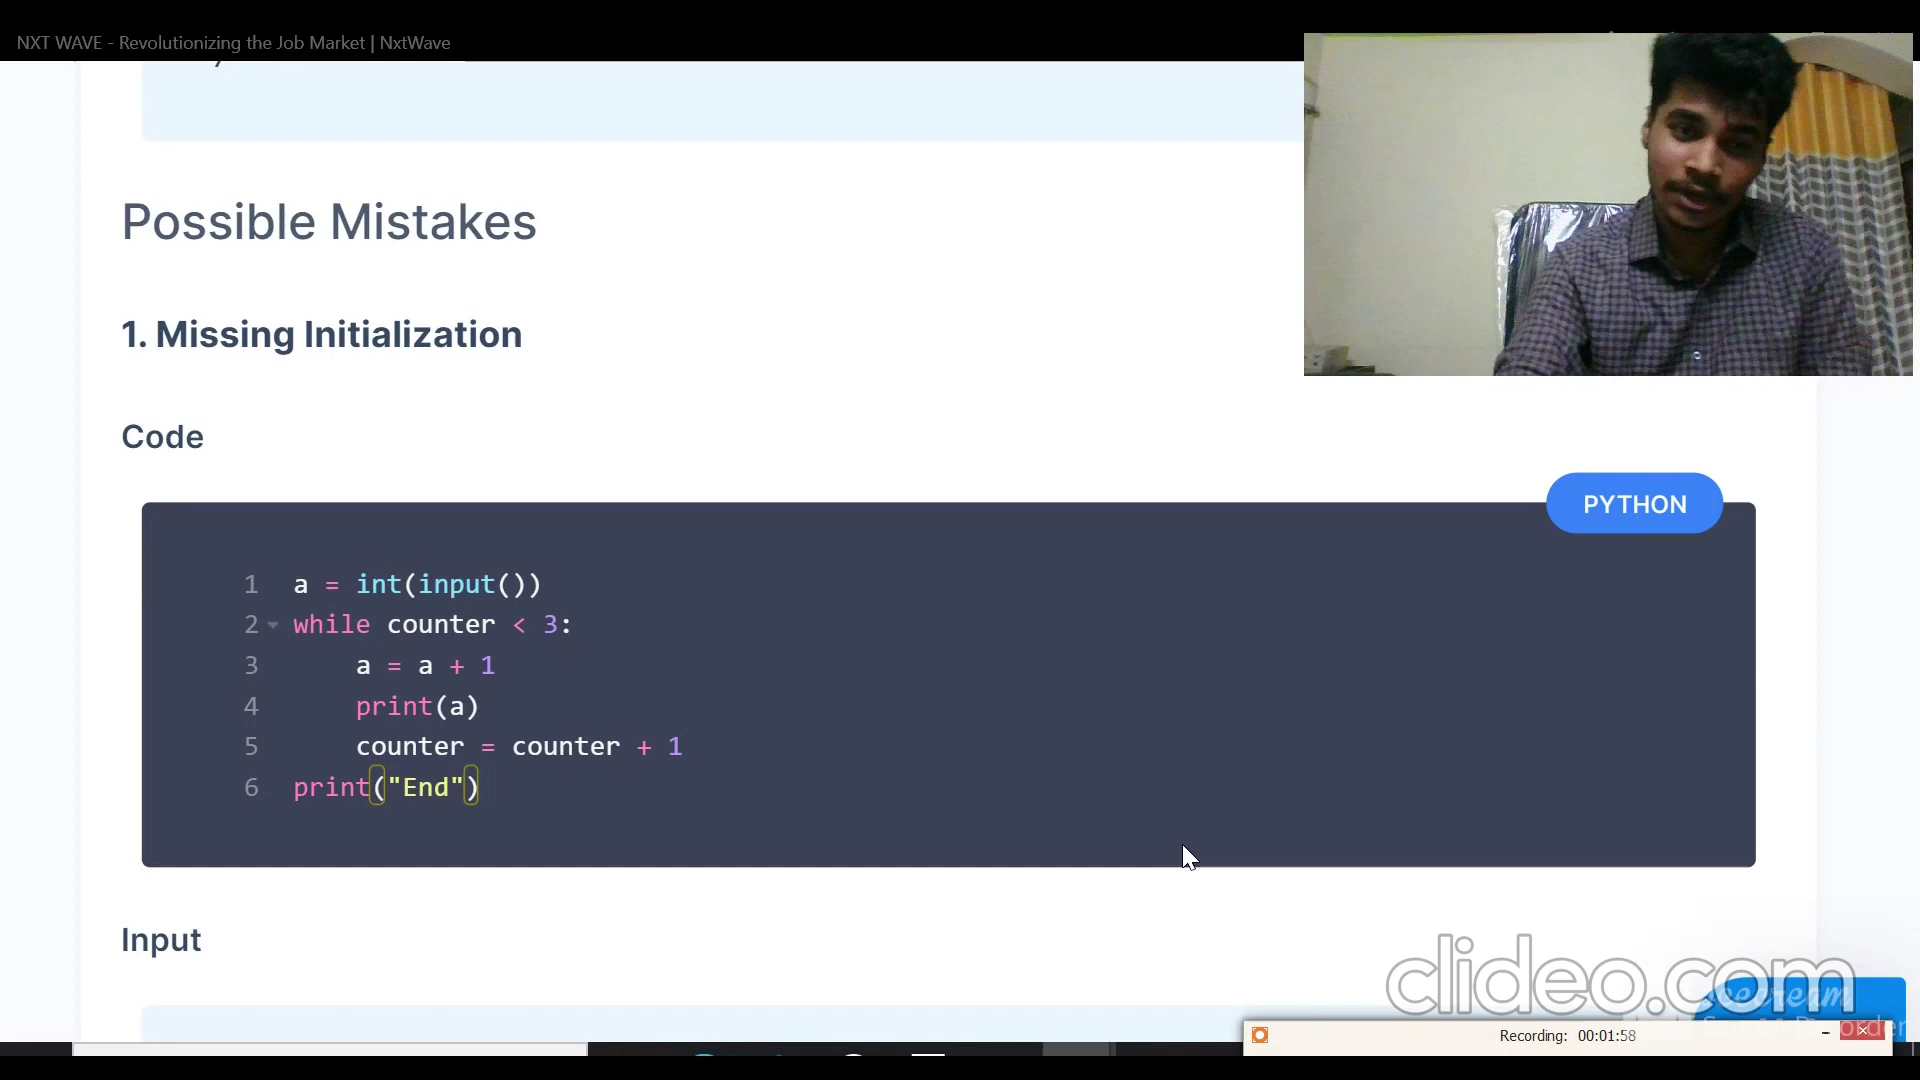 NXT WAVE - Revolutionizing the Job Market | NxtWave
Possible Mistakes
1. Missing Initialization
Code
PYTHON
1 a = int(input())
2 while counter < 3:
3 a = a + 1
4 print(a)
5 counter = counter + 1
6 print("End")
Input
clideo.com
Recording: 00:01:58